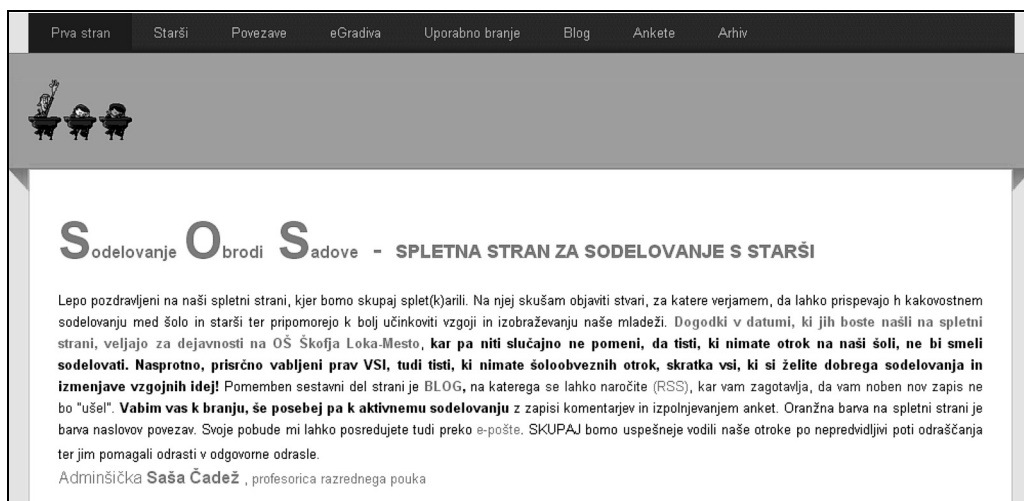 Prva stran Starši Povezave eGradiva Uporabno branje Blog Ankete Arhiv
Sodelovanje Obrodi Sadove - SPLETNA STRAN ZA SODELOVANJE S STARŠI
Lepo pozdravljeni na naši spletni strani, kjer bomo skupaj splet(k)arili. Na njej skušam objaviti stvari, za katere verjamem, da lahko prispevajo h kakovostnem
sodelovanju med šolo in starši ter pripomorejo k bolj učinkoviti vzgoji in izobraževanju naše mladeži. Dogodki v datumi, ki jih boste našli na spletni
strani, veljajo za dejavnosti na OŠ Škofja Loka-Mesto, kar pa niti slučajno ne pomeni, da tisti, ki nimate otrok na naši šoli, ne bi smeli
sodelovati. Nasprotno, prisrčno vabljeni prav VSI, tudi tisti, ki nimate šoloobveznih otrok, skratka vsi, ki si želite dobrega sodelovanja in
izmenjave vzgojnih idej! Pomemben sestavni del strani je BLOG, na katerega se lahko naročite (RSS), kar vam zagotavlja, da vam noben nov zapis ne
bo "ušel". Vabim vas k branju, še posebej pa k aktivnemu sodelovanju z zapisi komentarjev in izpolnjevanjem anket. Oranžna barva na spletni strani je
barva naslovov povezav. Svoje pobude mi lahko posredujete tudi preko e-pošte. SKUPAJ bomo uspešneje vodili naše otroke po nepredvidljivi poti odraščanja
ter jim pomagali odrasti v odgovorne odrasle.
Adminšička Saša Čadež , profesorica razrednega pouka